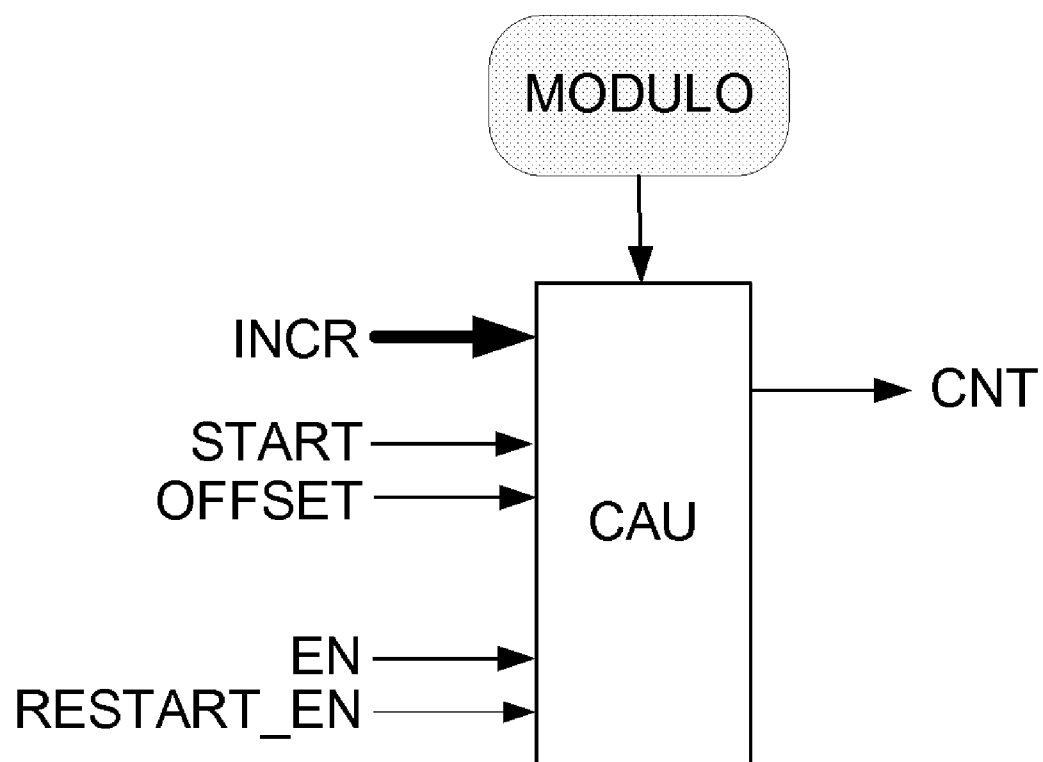 MODULO
INCR
CNT
START
OFFSET
CAU
EN
RESTART_EN